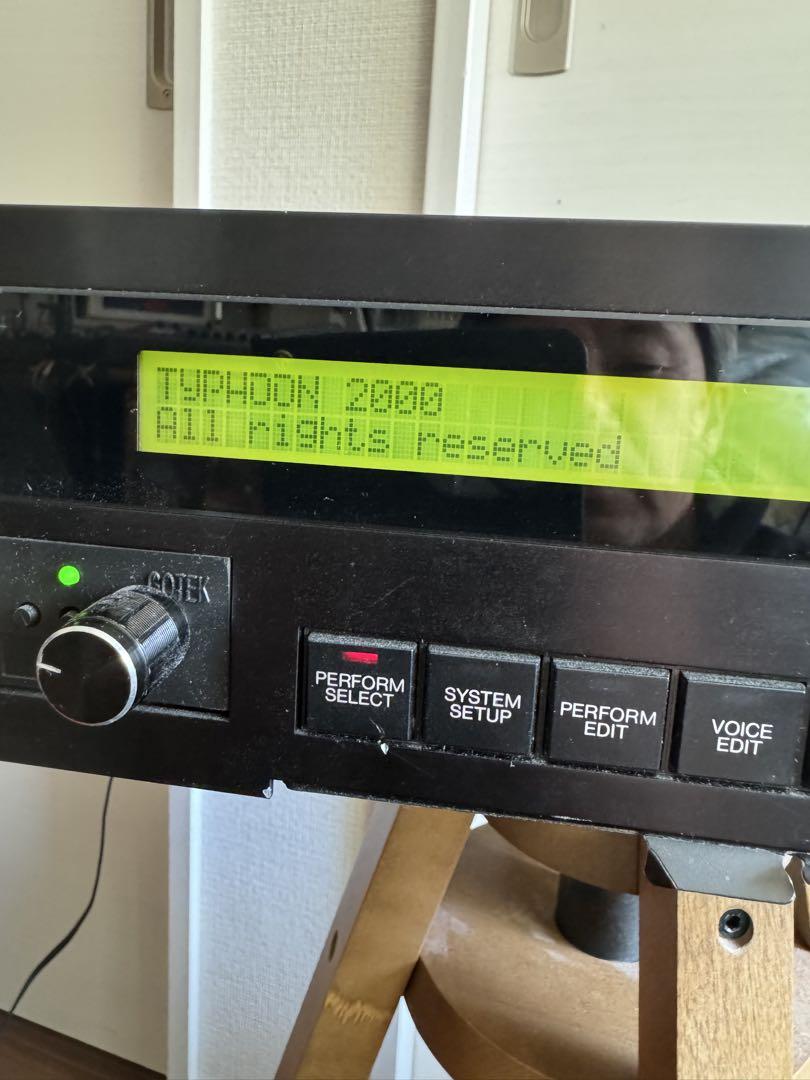 TYPHOON 2000
All rights reserved
GOTEK
PERFORM
SELECT
SYSTEM
SETUP
PERFORM
EDIT
VOICE
EDIT